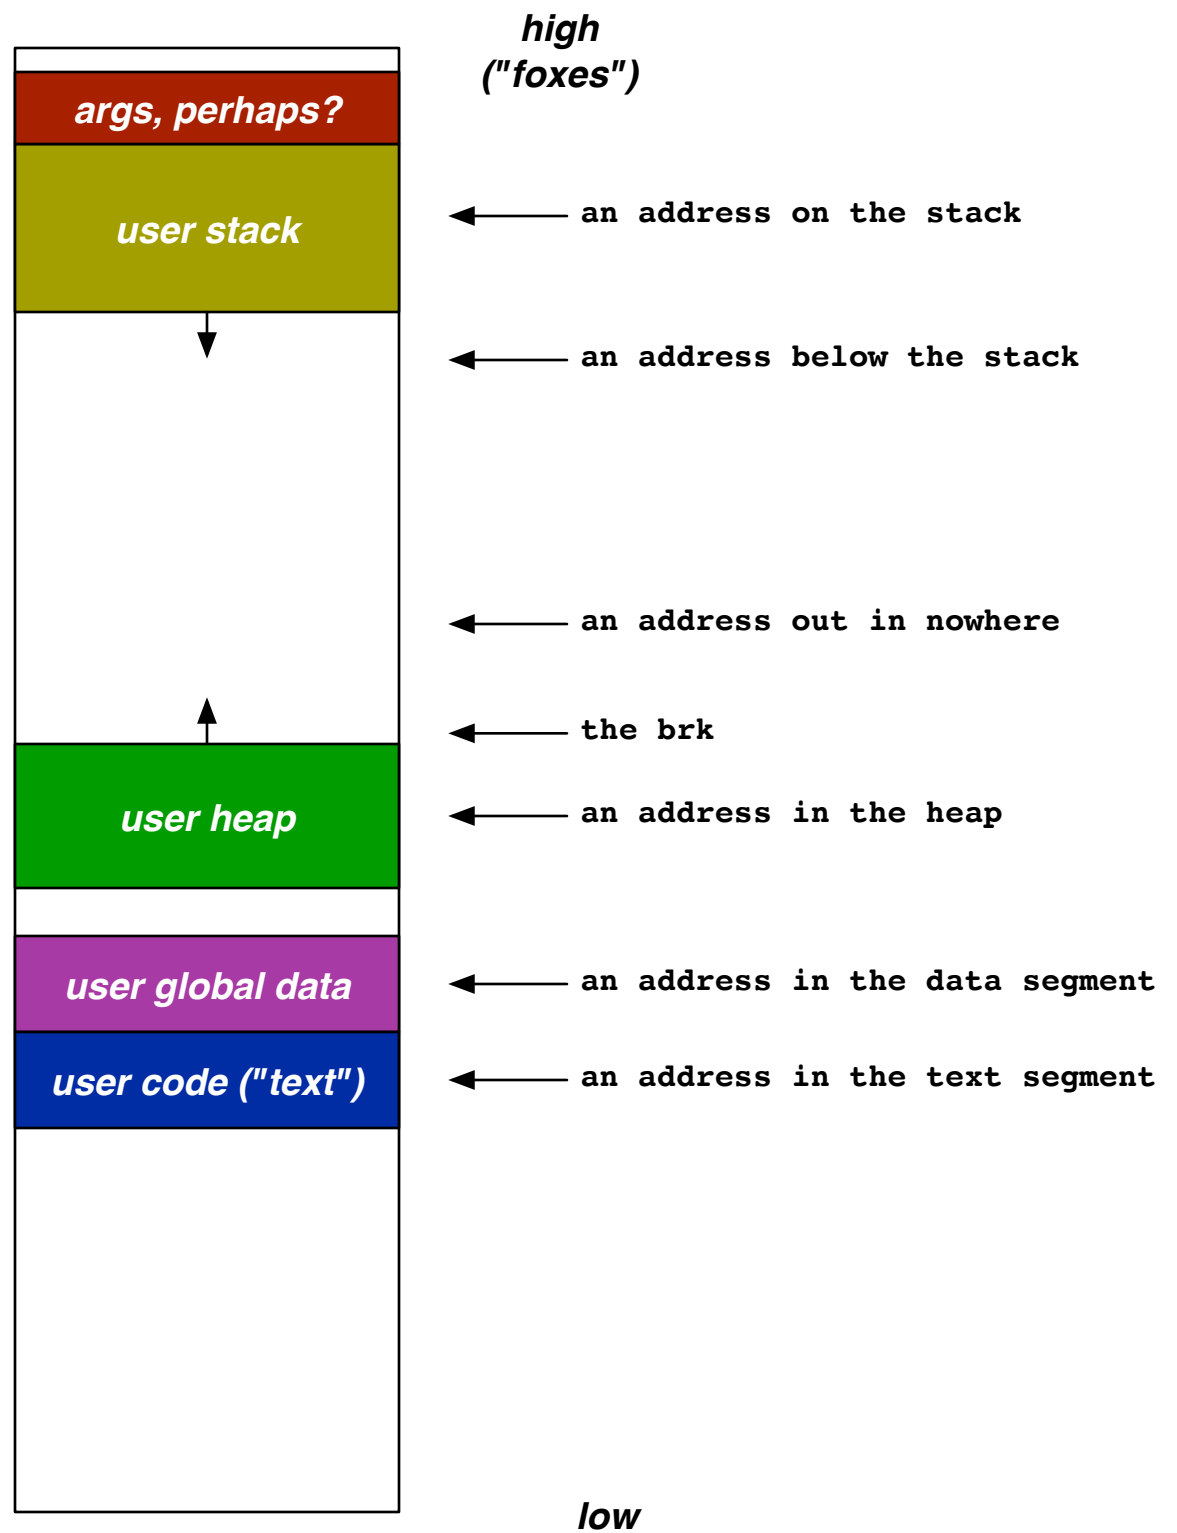 high
("foxes")
args, perhaps?
user stack
an address on the stack
an address below the stack
an address out in nowhere
the brk
user heap
an address in the heap
user global data
an address in the data segment
user code ("text")
an address in the text segment
low